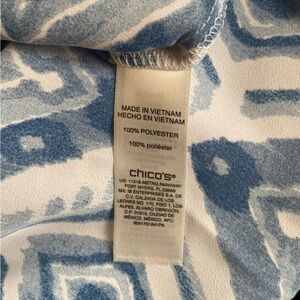 MADE IN VIETNAM
HECHO EN VIETNAM
100% POLYESTER
100% poliéster
chico's®
US: 11215 METRO PARKWAY
FORT MYERS, FL 33966
MX: IB ENTERPRISES S.A. DE
C.V. CALZADA DE LOS
LEONES NO. 170, PISO 1, LOS
ALPES, ÁLVARO OBREGON,
C.P. 01010, CIUDAD DE
MÉXICO, MÉXICO. RFC: